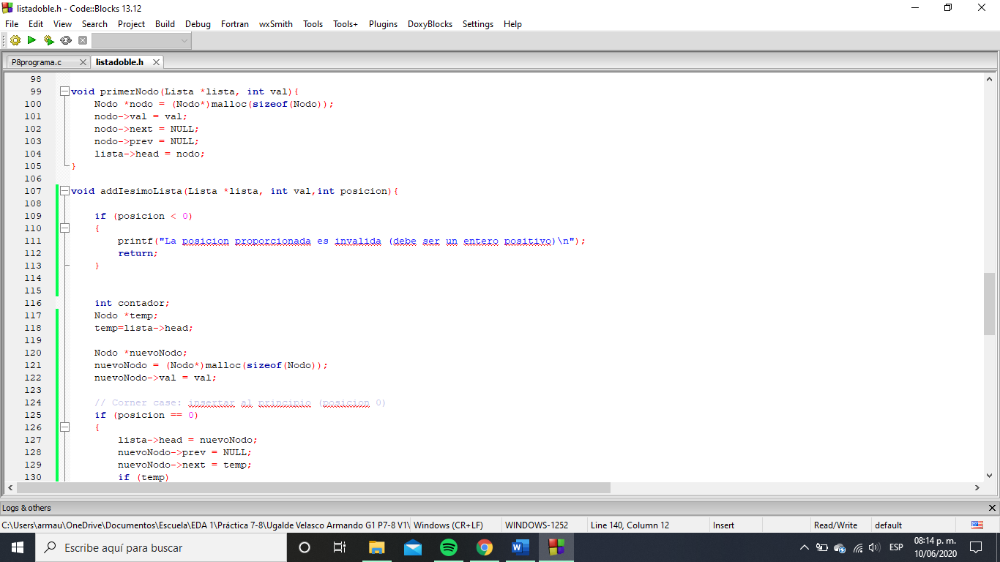 listadoble.h - Code::Blocks 13.12
File Edit View Search Project Build Debug Fortran wxSmith Tools Tools+ Plugins DoxyBlocks Settings Help
P8programa.c listadoble.h
98
99 void primerNodo(Lista *lista, int val){
100 Nodo *nodo = (Nodo*)malloc(sizeof(Nodo));
101 nodo->val = val;
102 nodo->next = NULL;
103 nodo->prev = NULL;
104 lista->head = nodo;
105 }
106
107 void addIesimoLista(Lista *lista, int val,int posicion){
108
109 if (posicion < 0)
110 {
111 printf("La posicion proporcionada es invalida (debe ser un entero positivo)\n");
112 return;
113 }
114
115
116 int contador;
117 Nodo *temp;
118 temp=lista->head;
119
120 Nodo *nuevoNodo;
121 nuevoNodo = (Nodo*)malloc(sizeof(Nodo));
122 nuevoNodo->val = val;
123
124 // Corner case: insertar al principio (posicion 0)
125 if (posicion == 0)
126 {
127 lista->head = nuevoNodo;
128 nuevoNodo->prev = NULL;
129 nuevoNodo->next = temp;
130 if (temp)
Logs & others
C:\Users\armau\OneDrive\Documentos\Escuela\EDA 1\Práctica 7-8\Ugalde Velasco Armando G1 P7-8 V1\ Windows (CR+LF) WINDOWS-1252 Line 140, Column 12 Insert Read/Write default
Escribe aquí para buscar
ESP
08:14 p. m.
10/06/2020